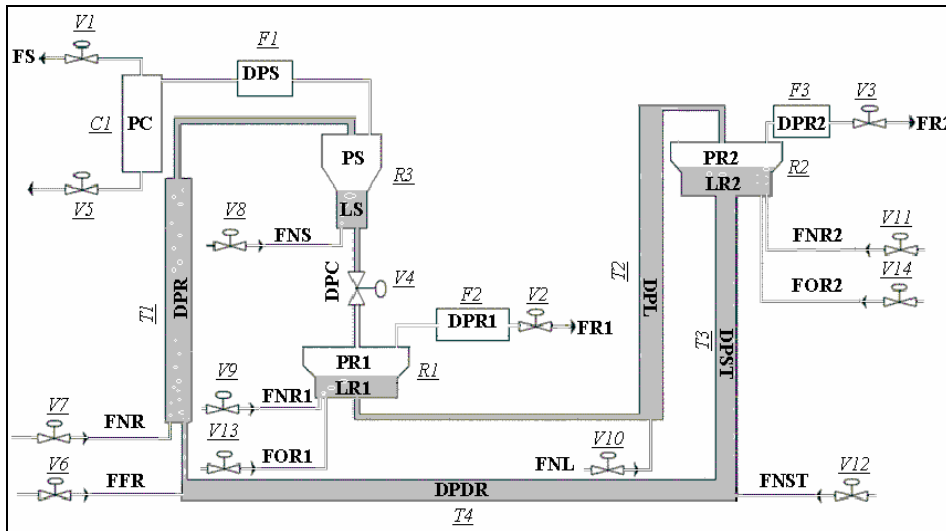 V1
F1
FS
DPS
C1
PC
V5
PS
R3
LS
V8
FNS
DPC
V4
T1
DPR
F2
V2
DPR1
FR1
PR1
R1
LR1
V9
FNR1
V7
FNR
V13
FOR1
V6
FFR
DPDR
T4
T2
DPL
V10
FNL
T3
DPST
F3
V3
DPR2
FR2
PR2
R2
LR2
V11
FNR2
V14
FOR2
FNST
V12